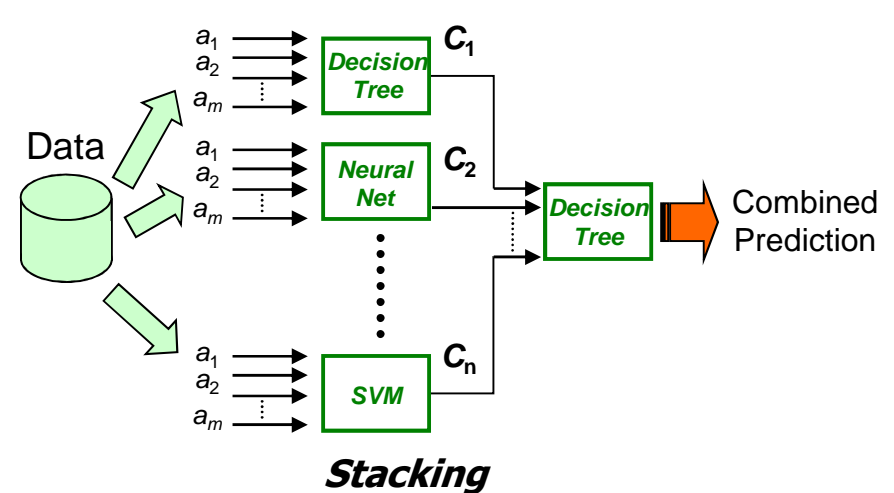 a1
a2
am
Decision
Tree
C1
Data
a1
a2
am
Neural
Net
C2
Decision
Tree
Combined
Prediction
a1
a2
am
SVM
Cn
Stacking